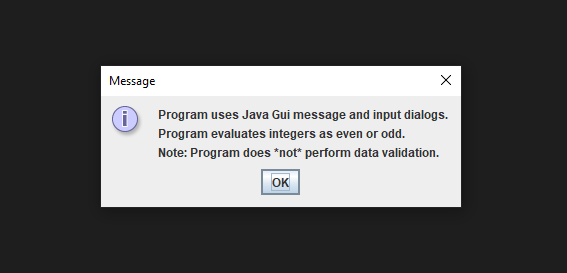 Message
Program uses Java Gui message and input dialogs.
Program evaluates integers as even or odd.
Note: Program does *not* perform data validation.
OK